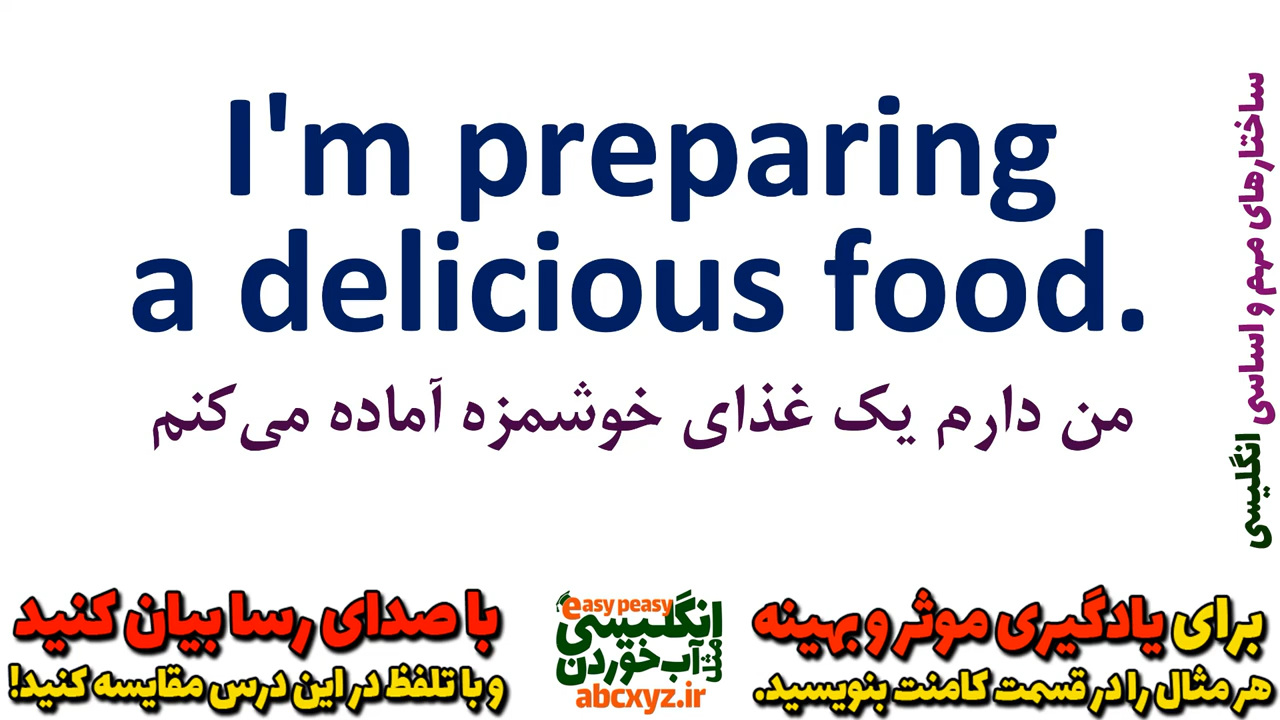 I'm preparing
a delicious food.
من دارم یک غذای خوشمزه آماده می‌کنم
ساختارهای مهم و اساسی انگلیسی
برای یادگیری موثر و بهینه
هر مثال را در قسمت کامنت بنویسید.
easy peasy
انگلیسی
مثل آب خوردن
abcxyz.ir
با صدای رسا بیان کنید
و با تلفظ در این درس مقایسه کنید!